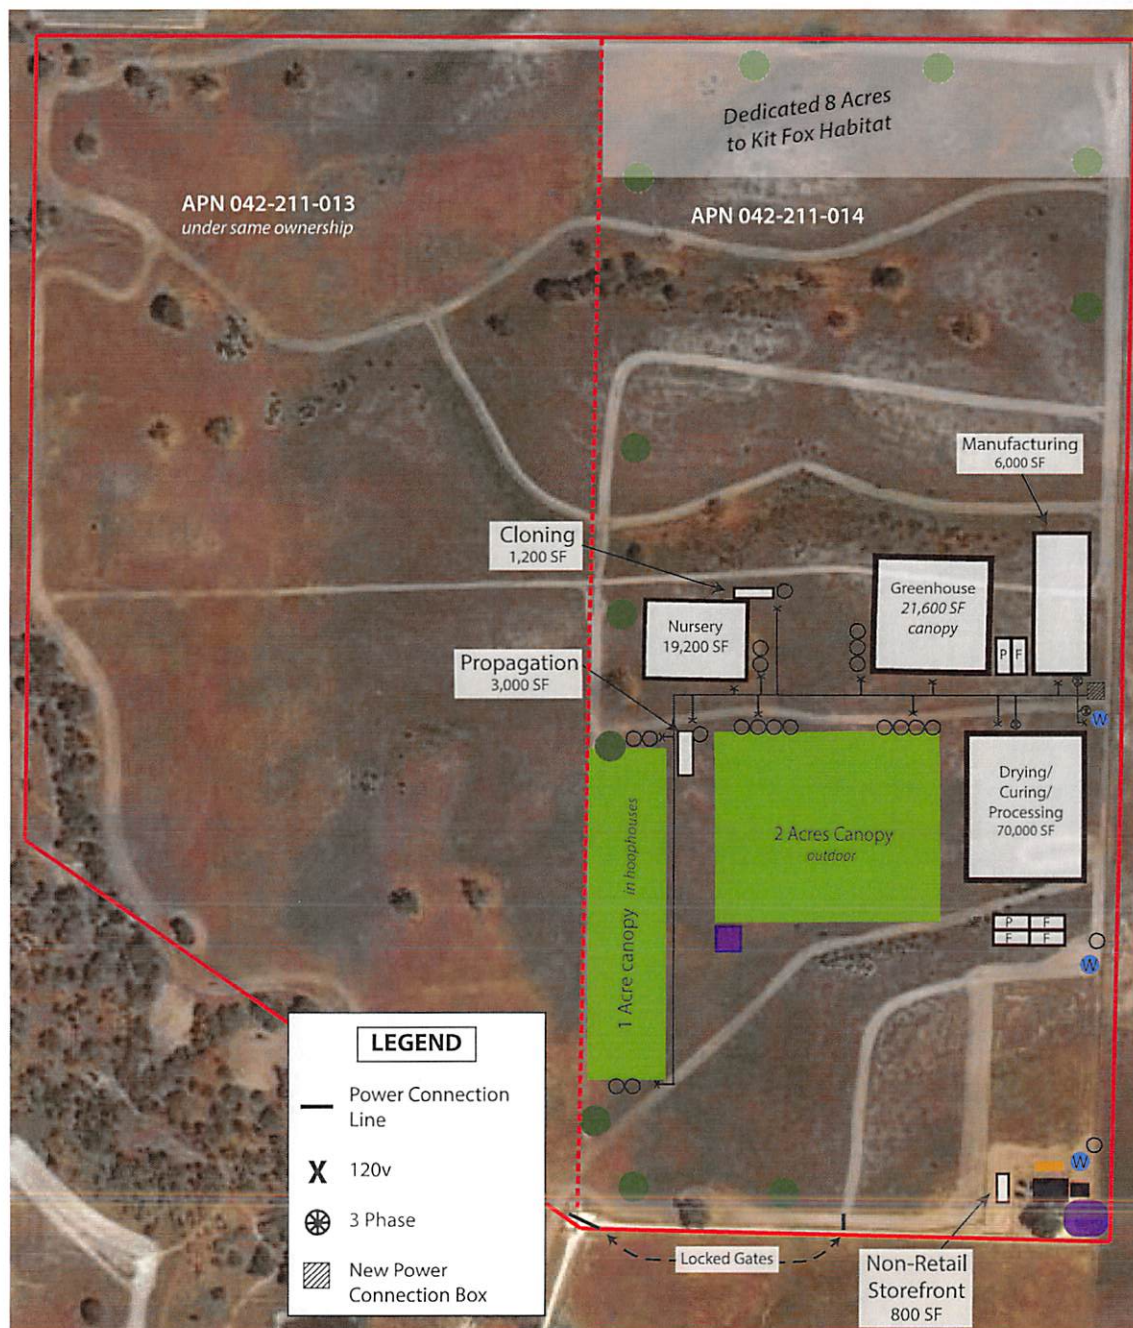 Dedicated 8 Acres
to Kit Fox Habitat
APN 042-211-013
under same ownership
APN 042-211-014
Manufacturing
6,000 SF
Cloning
1,200 SF
Greenhouse
21,600 SF
canopy
Nursery
19,200 SF
P F
Propagation
3,000 SF
W
Drying/
Curing/
Processing
70,000 SF
2 Acres Canopy
outdoor
1 Acre canopy in hoophouses
P F
F F
W
LEGEND
Power Connection
Line
X 120v
3 Phase
New Power
Connection Box
W
Locked Gates
Non-Retail
Storefront
800 SF